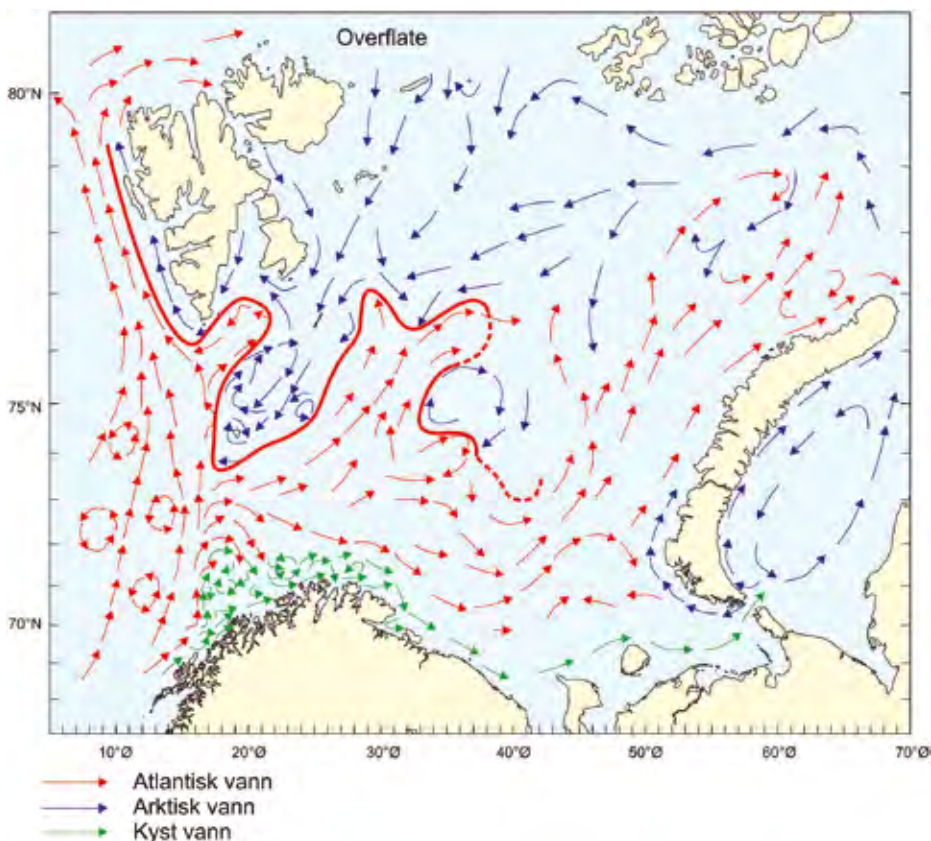 Overflate
80°N
75°N
70°N
10°Ø
20°Ø
30°Ø
40°Ø
50°Ø
60°Ø
70°Ø
Atlantisk vann
Arktisk vann
Kyst vann